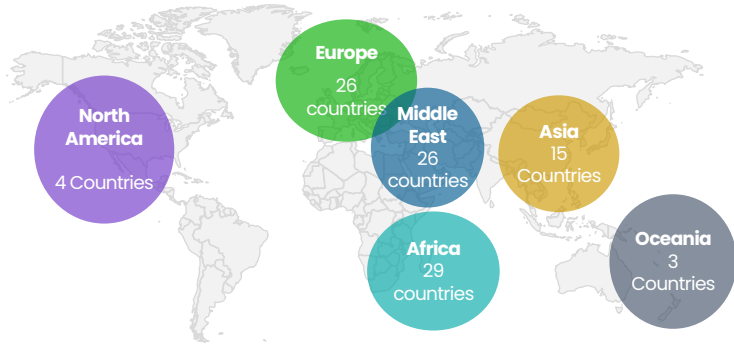 Europe
26
countries
North
America
4 Countries
Middle
East
26
countries
Asia
15
Countries
Africa
29
countries
Oceania
3
Countries